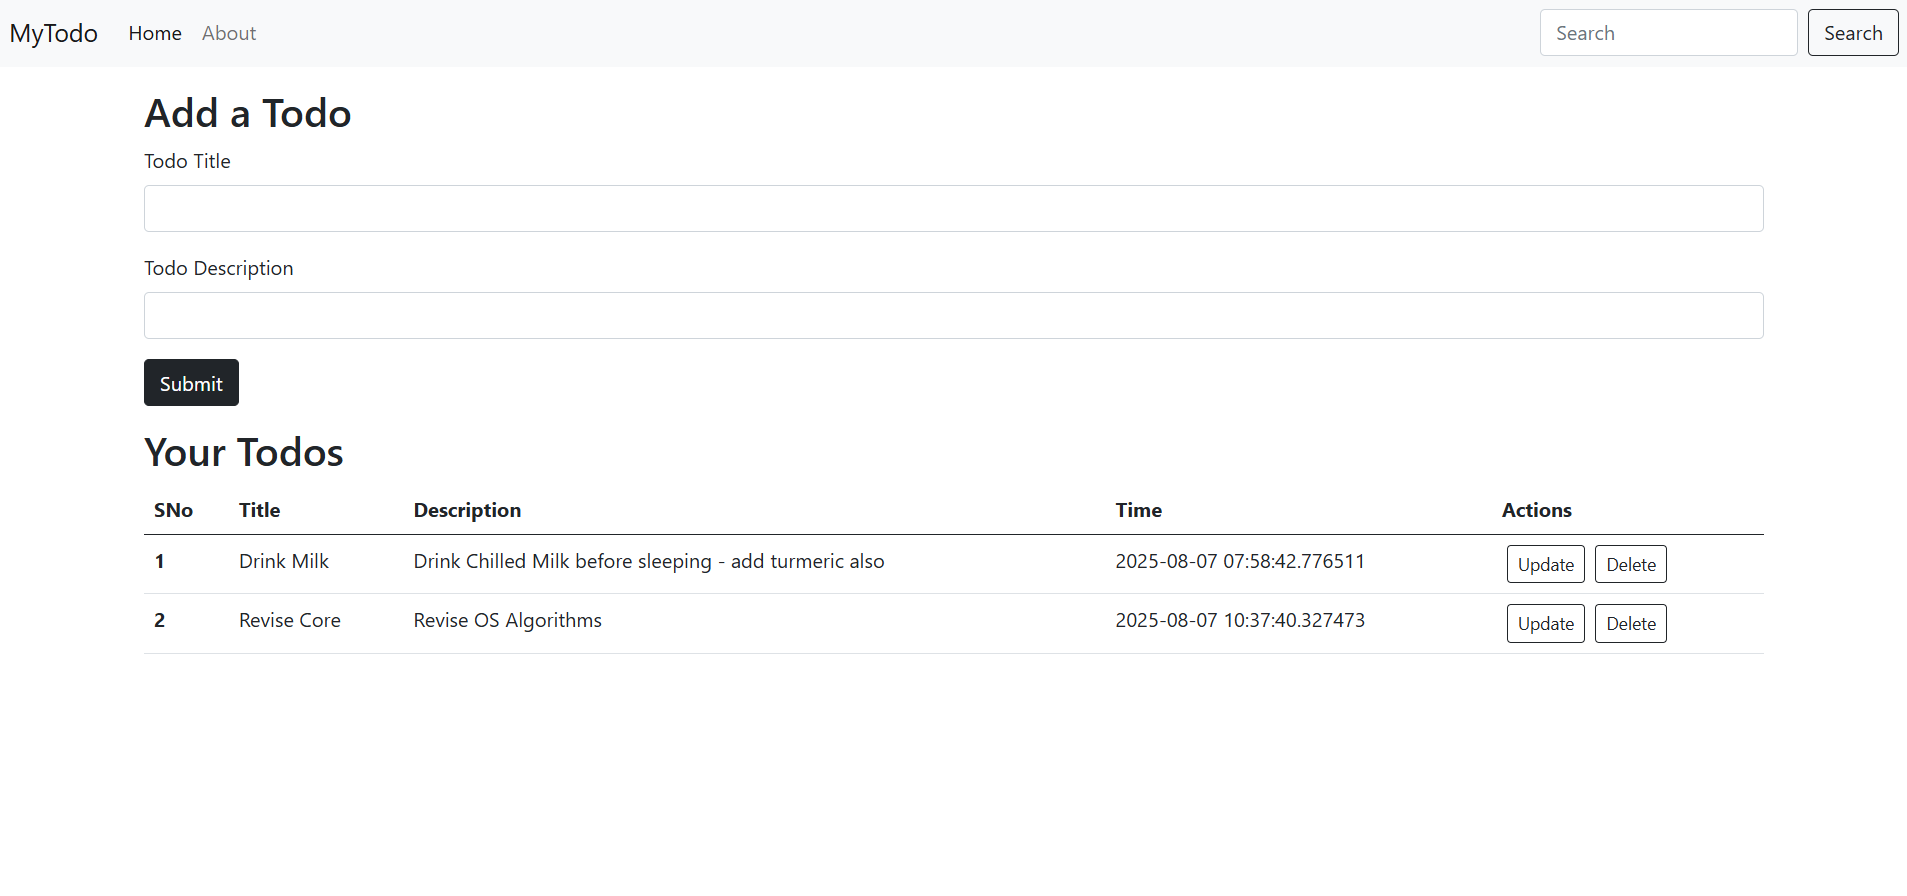 MyTodo Home About Search Search
Add a Todo
Todo Title
Todo Description
Submit
Your Todos
SNo Title Description Time Actions
1 Drink Milk Drink Chilled Milk before sleeping - add turmeric also 2025-08-07 07:58:42.776511 Update Delete
2 Revise Core Revise OS Algorithms 2025-08-07 10:37:40.327473 Update Delete